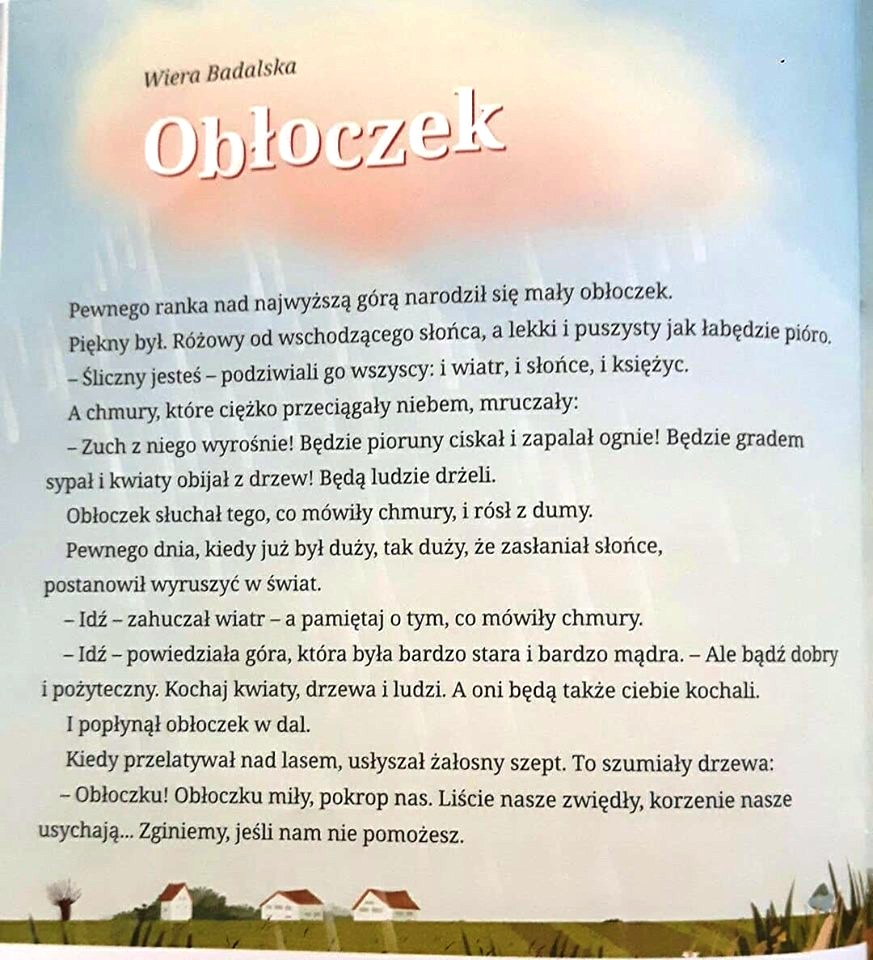 Wiera Badalska
Obłoczek
Pewnego ranka nad najwyższą górą narodził się mały obłoczek.
Piękny był. Różowy od wschodzącego słońca, a lekki i puszysty jak łabędzie pióro.
– Śliczny jesteś – podziwiali go wszyscy: i wiatr, i słońce, i księżyc.
A chmury, które ciężko przeciągały niebem, mruczały:
– Zuch z niego wyrośnie! Będzie pioruny ciskał i zapalał ognie! Będzie gradem
sypał i kwiaty obijał z drzew! Będą ludzie drżeli.
Obłoczek słuchał tego, co mówiły chmury, i rósł z dumy.
Pewnego dnia, kiedy już był duży, tak duży, że zasłaniał słońce,
postanowił wyruszyć w świat.
– Idź – zahuczał wiatr – a pamiętaj o tym, co mówiły chmury.
– Idź – powiedziała góra, która była bardzo stara i bardzo mądra. – Ale bądź dobry
i pożyteczny. Kochaj kwiaty, drzewa i ludzi. A oni będą także ciebie kochali.
I popłynął obłoczek w dal.
Kiedy przelatywał nad lasem, usłyszał żałosny szept. To szumiały drzewa:
– Obłoczku! Obłoczku miły, pokrop nas. Liście nasze zwiędły, korzenie nasze
usychają... Zginiemy, jeśli nam nie pomożesz.